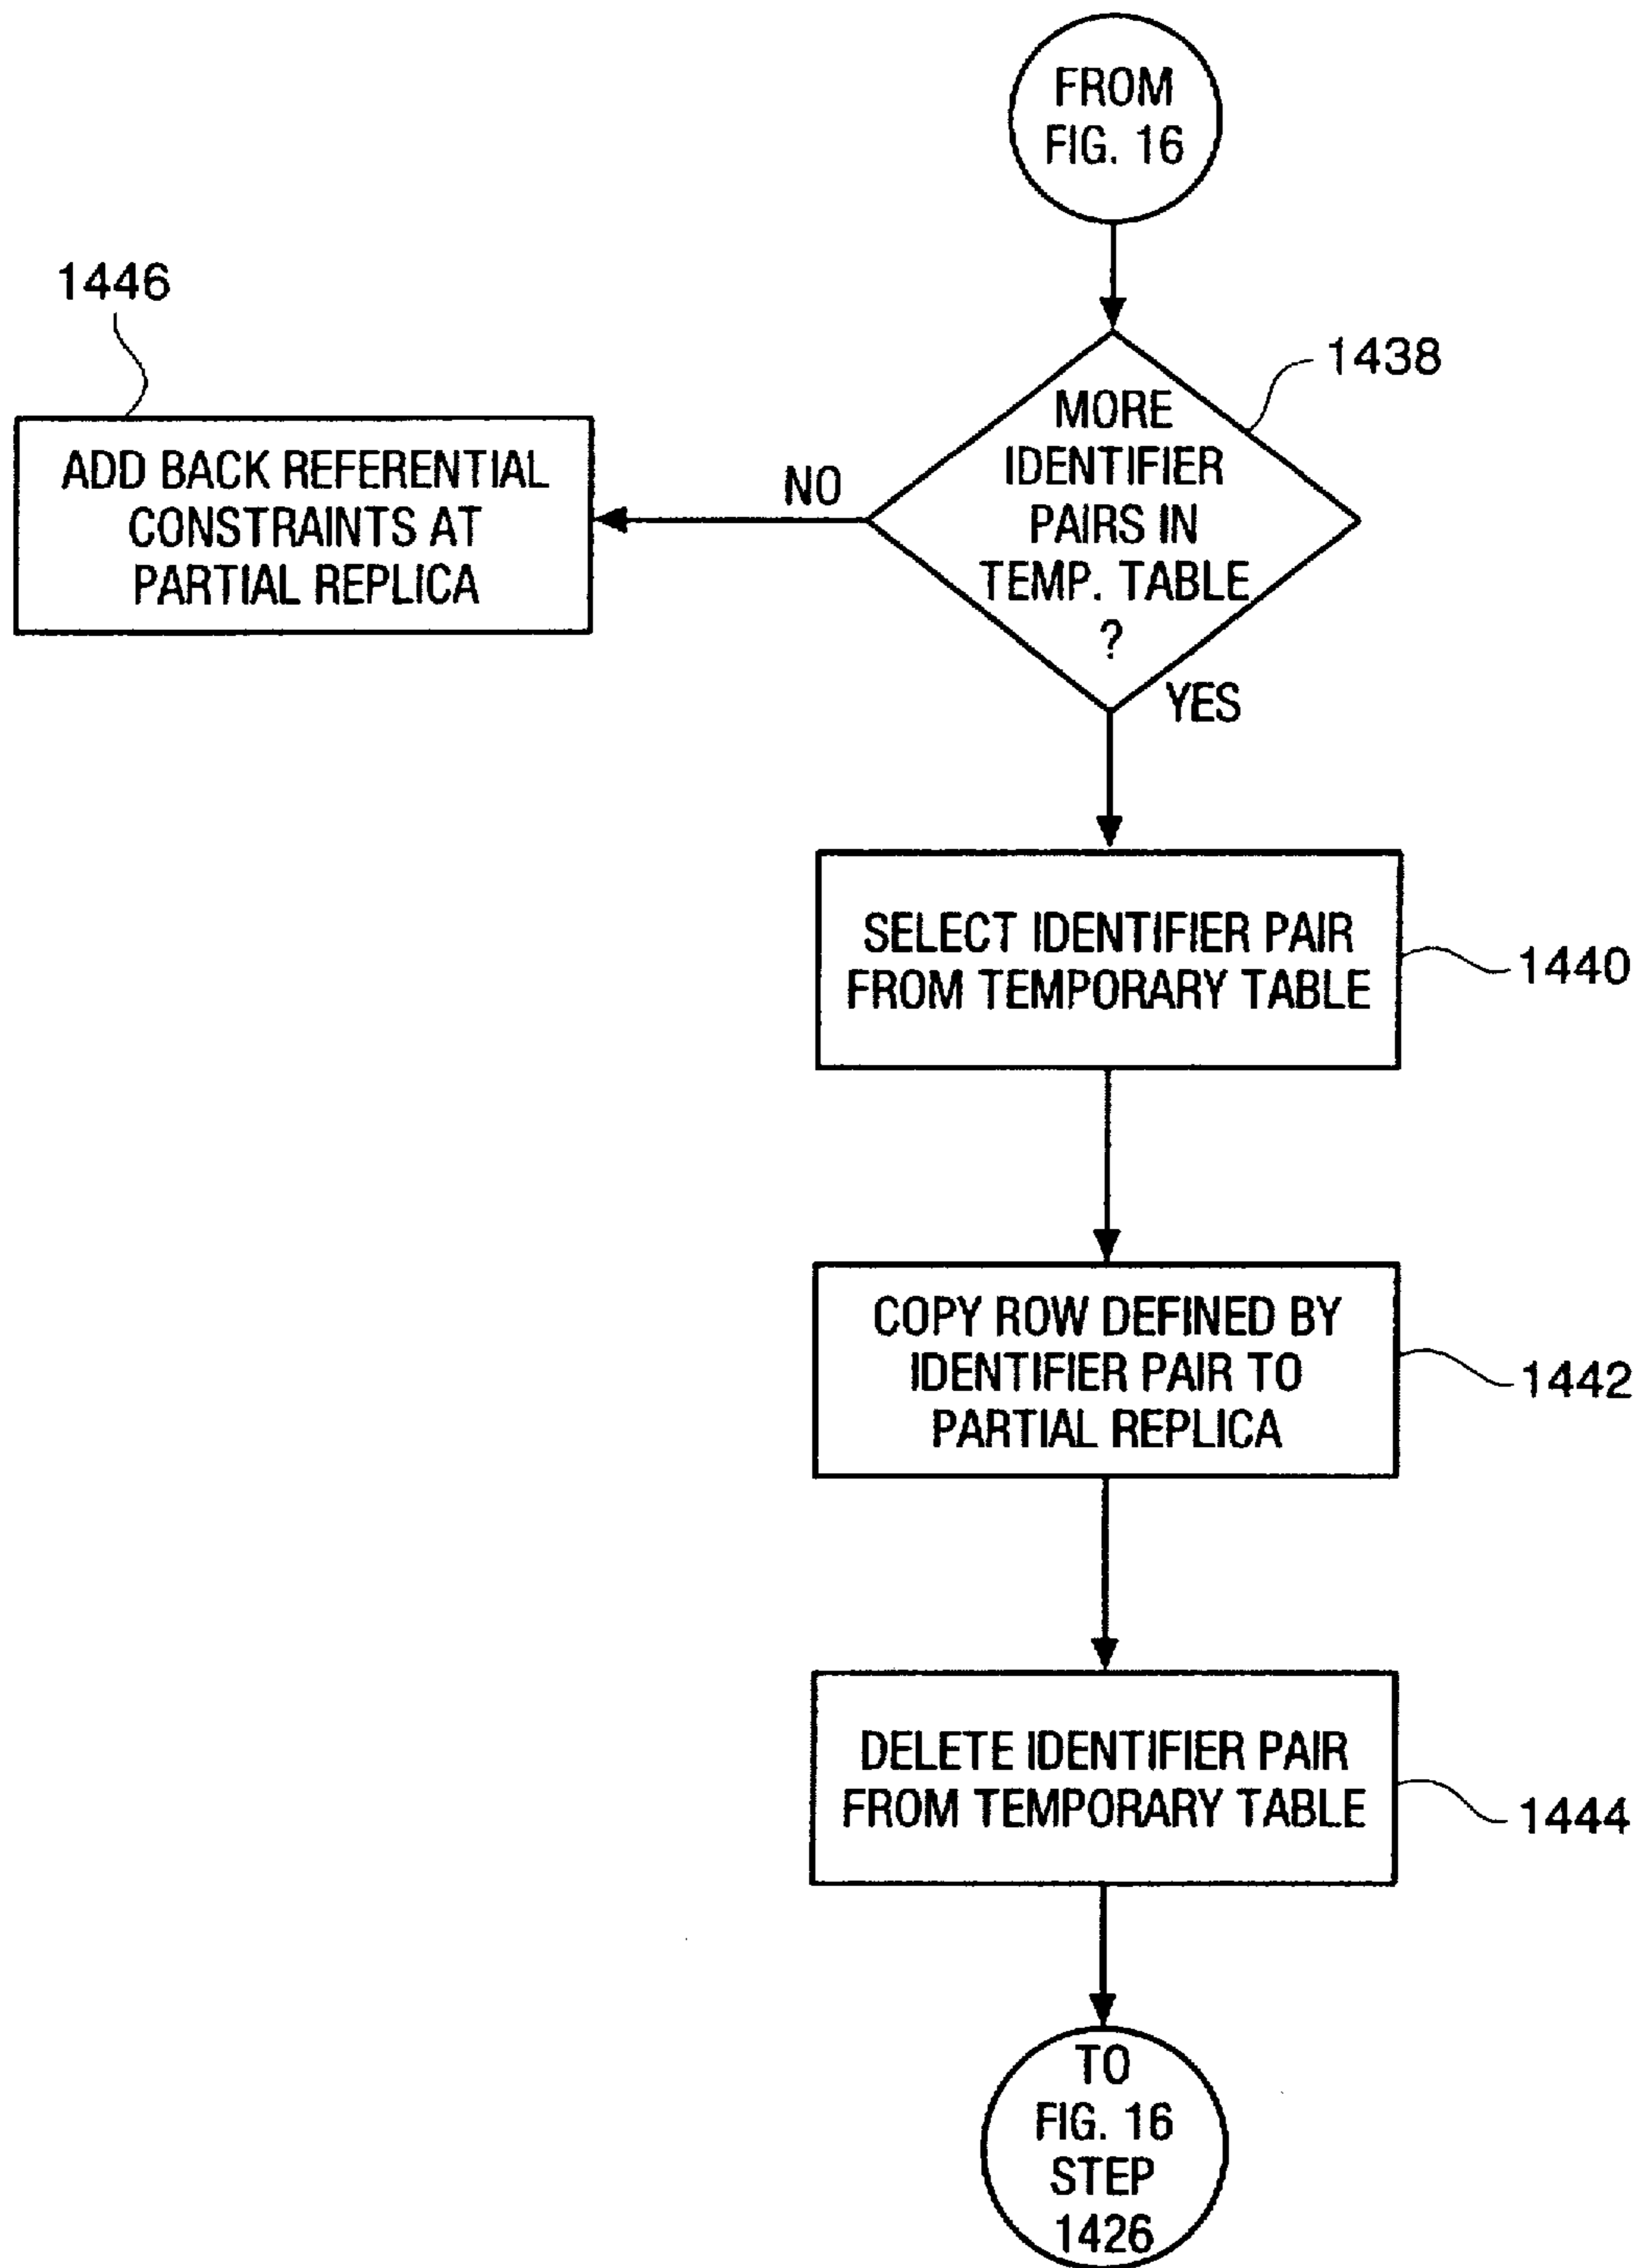 FROM
FIG. 16
1446
1438
MORE
IDENTIFIER
PAIRS IN
TEMP. TABLE
?
NO
ADD BACK REFERENTIAL
CONSTRAINTS AT
PARTIAL REPLICA
YES
SELECT IDENTIFIER PAIR
FROM TEMPORARY TABLE
1440
COPY ROW DEFINED BY
IDENTIFIER PAIR TO
PARTIAL REPLICA
1442
DELETE IDENTIFIER PAIR
FROM TEMPORARY TABLE
1444
TO
FIG. 16
STEP
1426